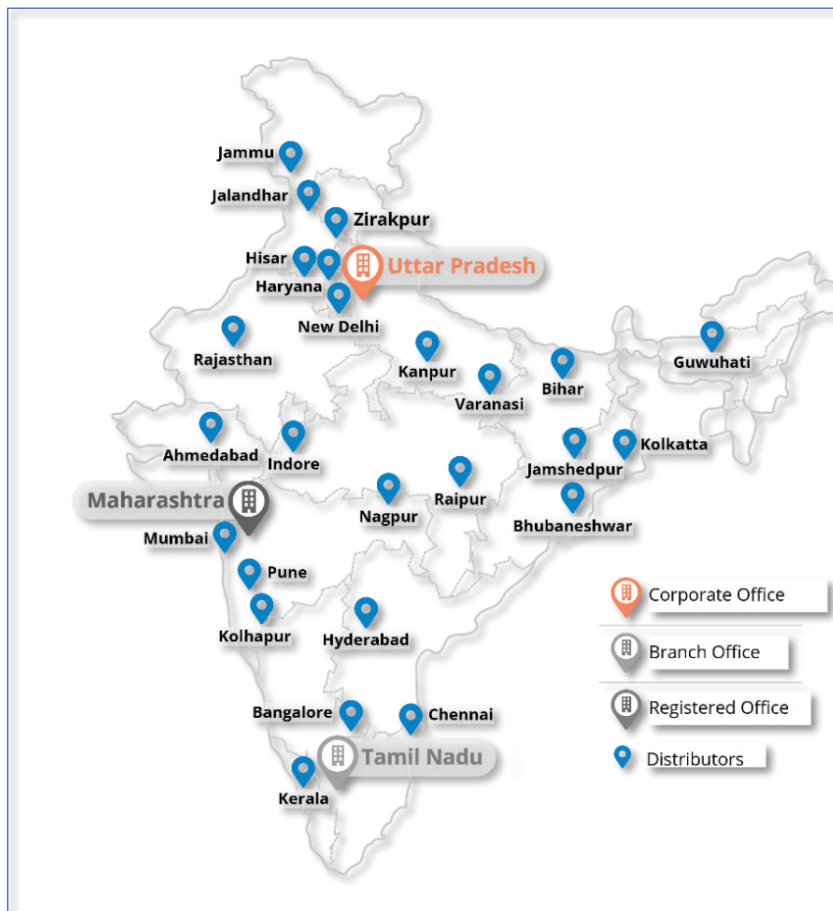 Jammu
Jalandhar
Zirakpur
Hisar
Uttar Pradesh
Haryana
New Delhi
Rajasthan
Kanpur
Guwuhati
Bihar
Varanasi
Ahmedabad
Indore
Kolkatta
Jamshedpur
Maharashtra
Nagpur
Raipur
Bhubaneshwar
Mumbai
Pune
Kolhapur
Hyderabad
Corporate Office
Branch Office
Registered Office
Distributors
Bangalore
Chennai
Tamil Nadu
Kerala